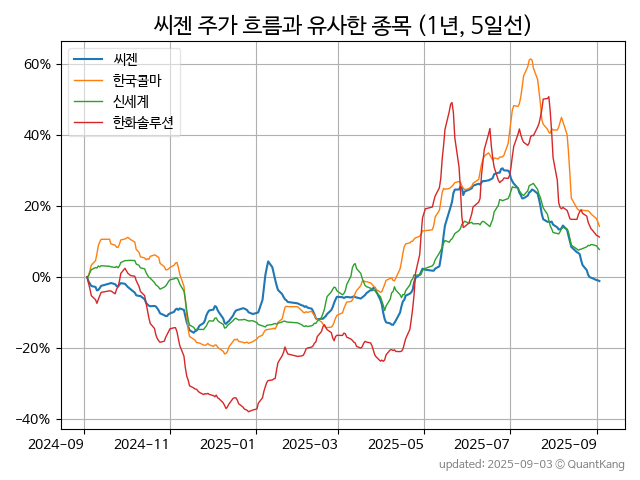 씨젠 주가 흐름과 유사한 종목 (1년, 5일선)
씨젠
한국콜마
신세계
한화솔루션
60%
40%
20%
0%
−20%
−40%
2024-09
2024-11
2025-01
2025-03
2025-05
2025-07
2025-09
updated: 2025-09-03 © QuantKang